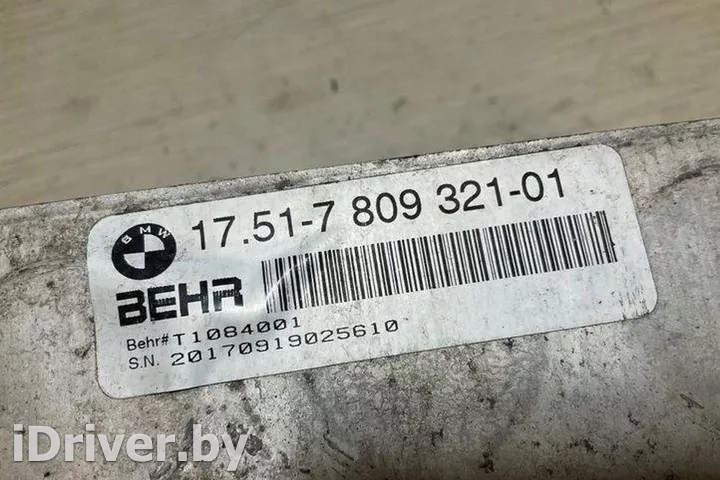 BMW
17.51-7 809 321-01
BEHR
Behr# T1084001
S.N. 20170919025610
iDriver.by